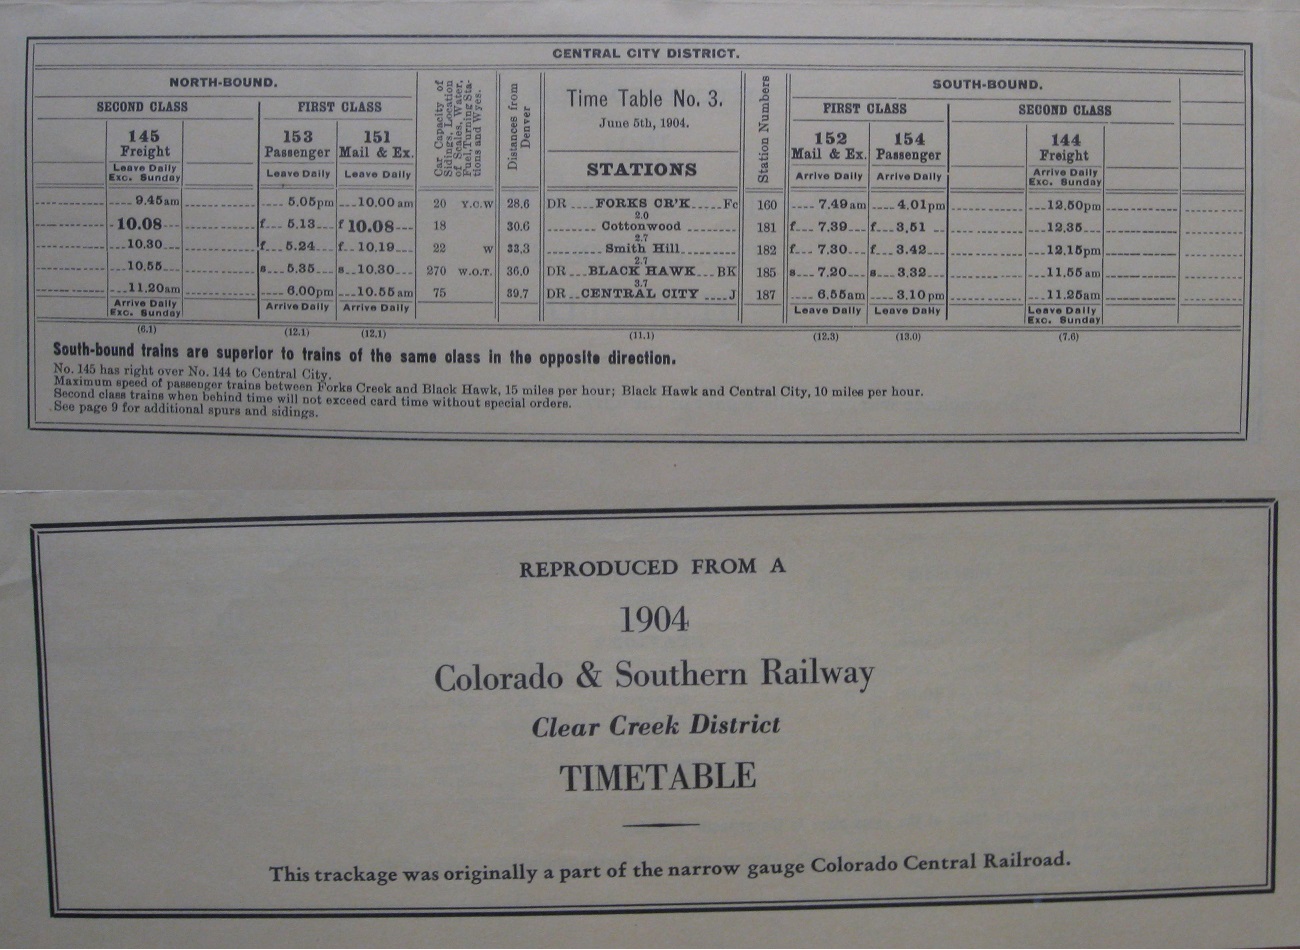 CENTRAL CITY DISTRICT.
NORTH-BOUND.
SECOND CLASS
FIRST CLASS
145
Freight
Leave Daily
Exc. Sunday
153
Passenger
Leave Daily
151
Mail & Ex.
Leave Daily
Car Capacity of
Sidings, Location
of Scales, Water,
Fuel, Turning Sta-
tions and Wyes.
Distances from
Denver
Time Table No. 3.
June 5th, 1904.
STATIONS
Station Numbers
SOUTH-BOUND.
FIRST CLASS
SECOND CLASS
152
Mail & Ex.
Arrive Daily
154
Passenger
Arrive Daily
144
Freight
Arrive Daily
Exc. Sunday
9.45am 5.05pm 10.00am 20 Y.C.W 28.6 DR FORKS CR'K Fc 160 7.49am 4.01pm 12.50pm
2.0
10.08 f 5.13 f 10.08 18 30.6 Cottonwood 181 f 7.39 f 3.51 12.35
2.7
10.30 f 5.24 f 10.19 22 W 33.3 Smith Hill 182 f 7.30 f 3.42 12.15pm
2.7
10.55 s 5.35 s 10.30 270 W.O.T. 36.0 DR BLACK HAWK BK 185 s 7.20 s 3.32 11.55am
3.7
11.20am 6.00pm 10.55am 75 39.7 DR CENTRAL CITY J 187 6.55am 3.10pm 11.25am
Arrive Daily
Exc. Sunday
Arrive Daily
Arrive Daily
Leave Daily
Leave Daily
Leave Daily
Exc. Sunday
(6.1) (12.1) (12.1) (11.1) (12.3) (13.0) (7.6)
South-bound trains are superior to trains of the same class in the opposite direction.
No. 145 has right over No. 144 to Central City.
Maximum speed of passenger trains between Forks Creek and Black Hawk, 15 miles per hour; Black Hawk and Central City, 10 miles per hour.
Second class trains when behind time will not exceed card time without special orders.
See page 9 for additional spurs and sidings.
REPRODUCED FROM A
1904
Colorado & Southern Railway
Clear Creek District
TIMETABLE
This trackage was originally a part of the narrow gauge Colorado Central Railroad.